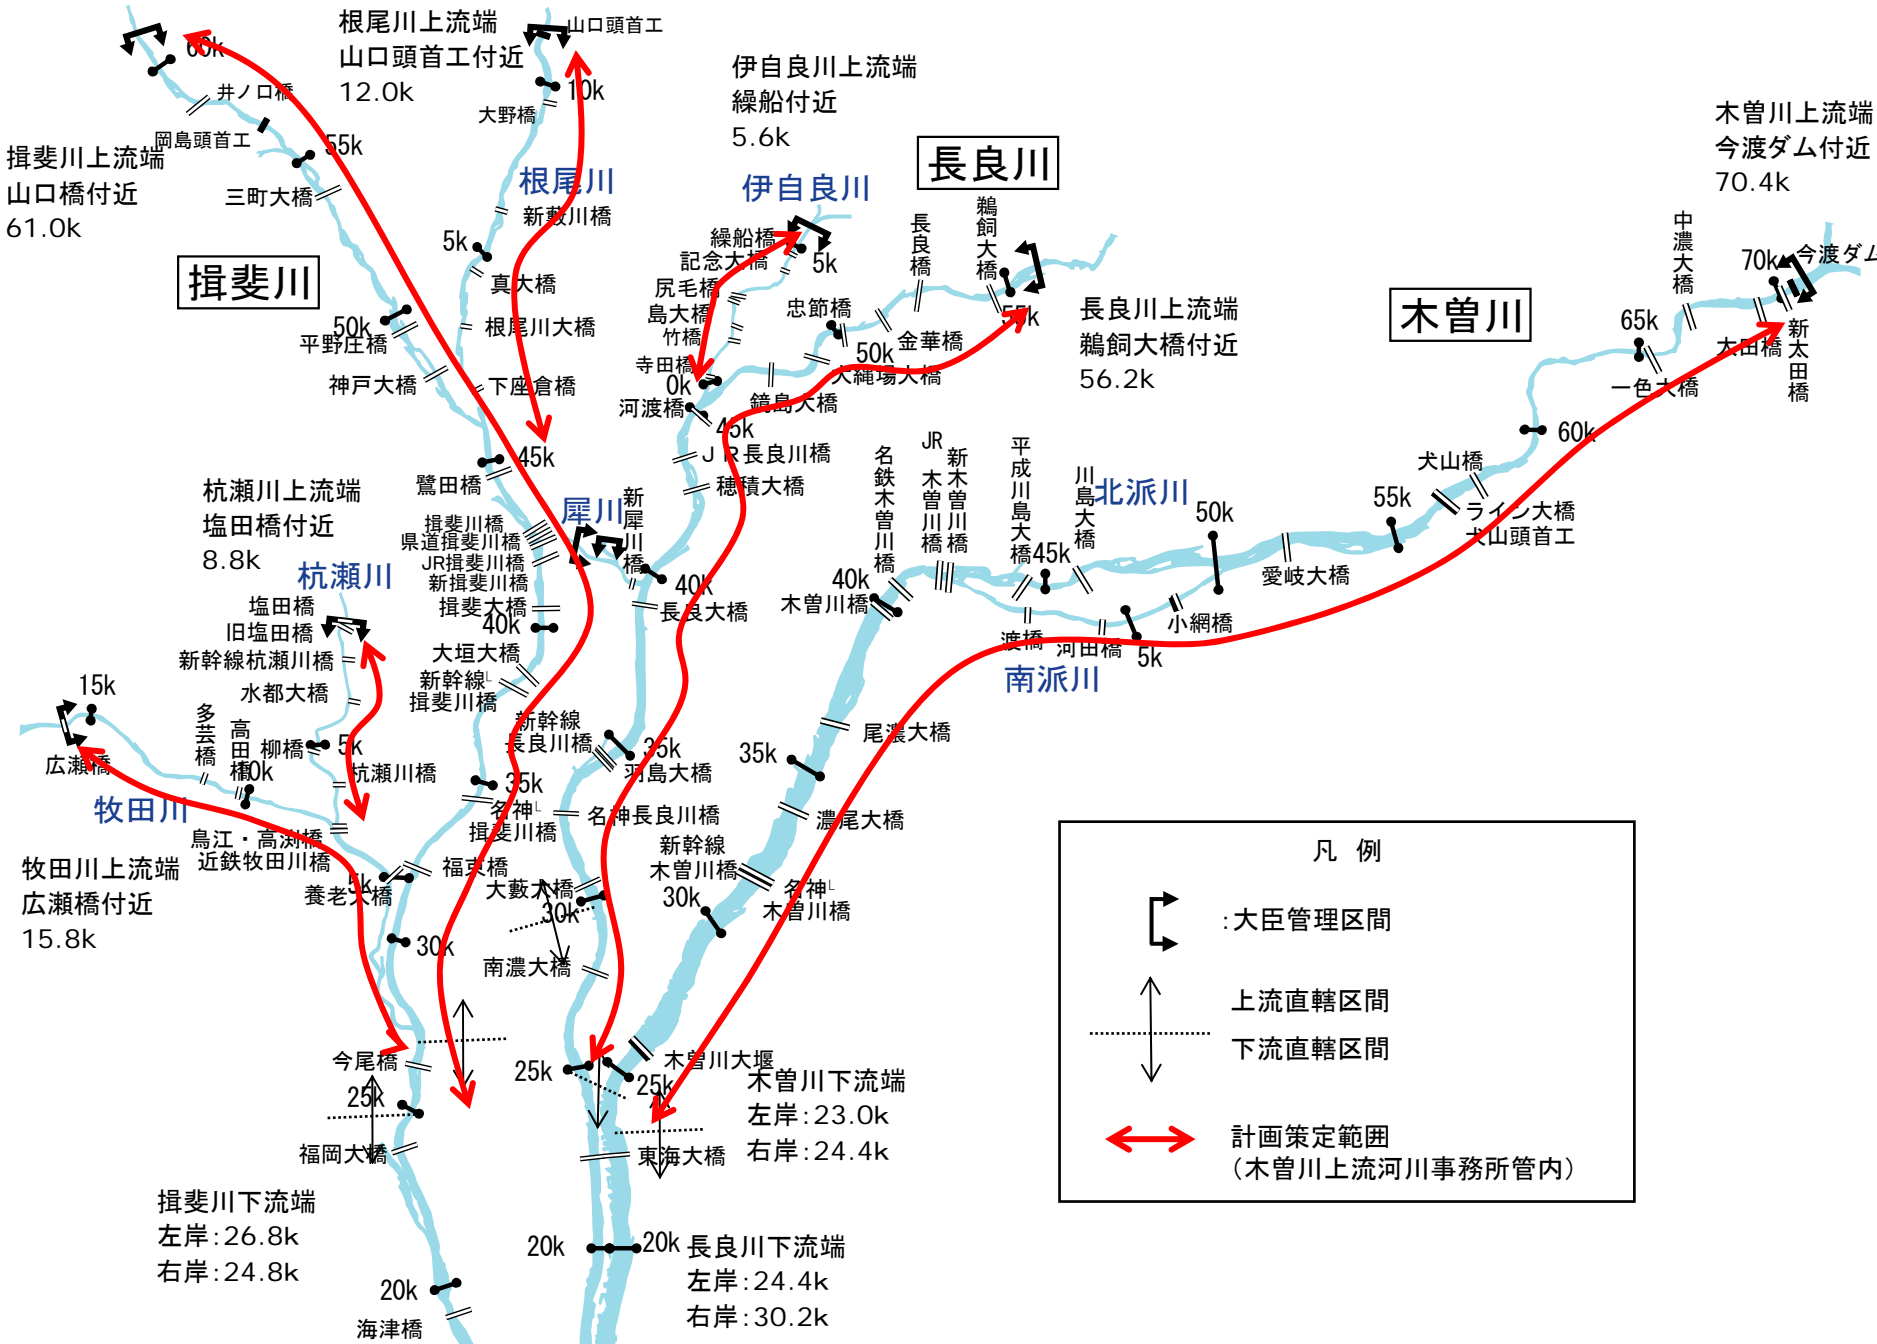 根尾川上流端
山口頭首工付近
12.0k
山口頭首工
10k
大野橋
60k
井ノ口橋
岡島頭首工
55k
揖斐川上流端
山口橋付近
61.0k
三町大橋
揖斐川
根尾川
新藪川橋
5k
真大橋
根尾川大橋
50k
平野庄橋
神戸大橋
下座倉橋
45k
鷺田橋
伊自良川上流端
繰船付近
5.6k
伊自良川
長良川
繰船橋
記念大橋
5k
尻毛橋
島大橋
竹橋
寺田橋
0k
河渡橋
45k
忠節橋
50k
大縄場大橋
鏡島大橋
金華橋
長良橋
鵜飼大橋
55k
長良川上流端
鵜飼大橋付近
56.2k
JR長良川橋
穂積大橋
木曽川上流端
今渡ダム付近
70.4k
木曽川
中濃大橋
70k
今渡ダム
65k
太田橋
新太田橋
一色大橋
60k
犬山橋
ライン大橋
犬山頭首工
55k
北派川
50k
愛岐大橋
川島大橋
平成川島大橋
45k
新木曽川橋
JR木曽川橋
名鉄木曽川橋
40k
木曽川橋
渡橋
河田橋
5k
小網橋
南派川
杭瀬川上流端
塩田橋付近
8.8k
杭瀬川
塩田橋
旧塩田橋
新幹線杭瀬川橋
水都大橋
柳橋
5k
杭瀬川橋
揖斐川橋
県道揖斐川橋
JR揖斐川橋
新揖斐川橋
揖斐大橋
40k
大垣大橋
新幹線
揖斐川橋
犀川
新犀川橋
40k
長良大橋
15k
広瀬橋
多芸橋
高田橋
10k
牧田川
烏江・高渕橋
近鉄牧田川橋
牧田川上流端
広瀬橋付近
15.8k
5k
養老大橋
35k
名神
揖斐川橋
福束橋
30k
新幹線
長良川橋
35k
羽島大橋
名神長良川橋
大藪大橋
30k
南濃大橋
尾濃大橋
35k
濃尾大橋
新幹線
木曽川橋
名神
木曽川橋
30k
今尾橋
25k
福岡大橋
揖斐川下流端
左岸：26.8k
右岸：24.8k
20k
海津橋
25k
木曽川大堰
25k
木曽川下流端
左岸：23.0k
右岸：24.4k
東海大橋
20k
20k
長良川下流端
左岸：24.4k
右岸：30.2k
凡 例
：大臣管理区間
上流直轄区間
下流直轄区間
計画策定範囲
（木曽川上流河川事務所管内）